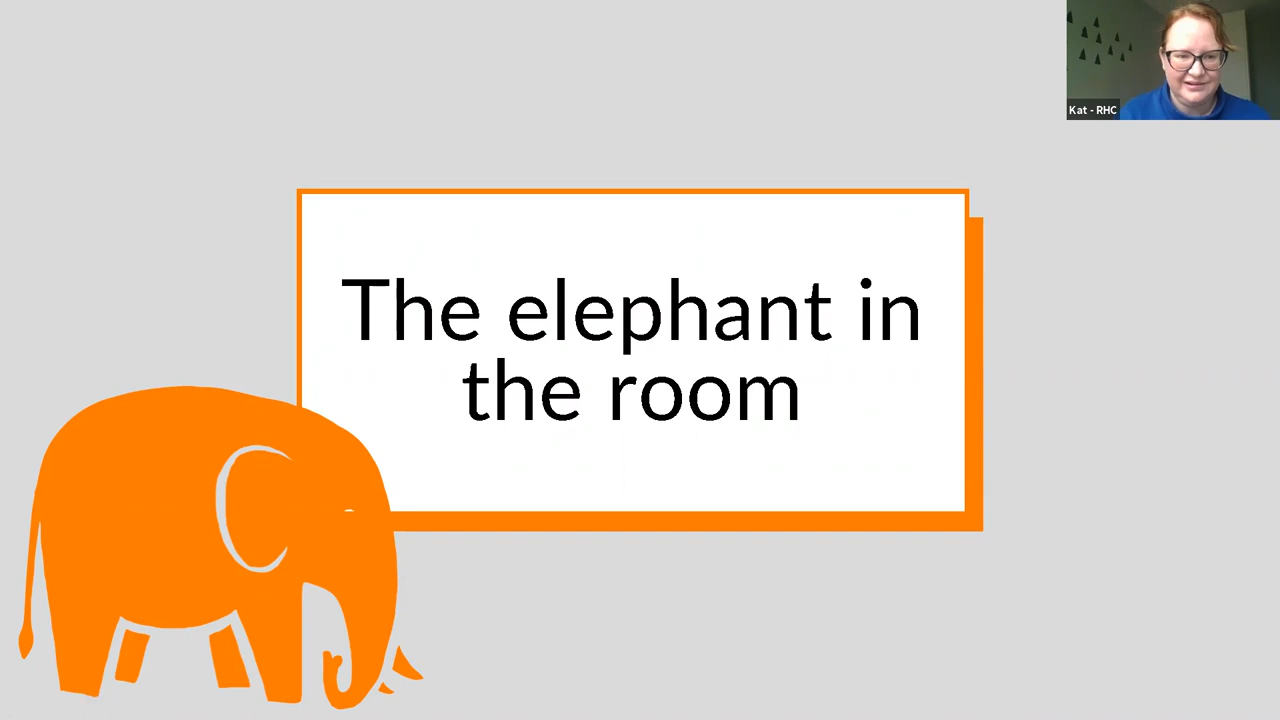 Kat - RHC
The elephant in
the room